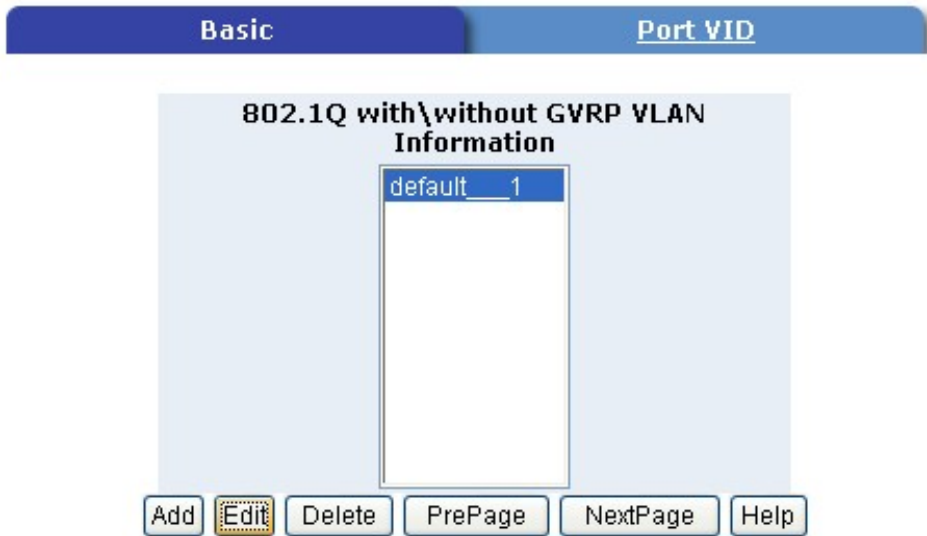 Basic Port VID
802.1Q with\without GVRP VLAN
Information
default___1
Add Edit Delete PrePage NextPage Help